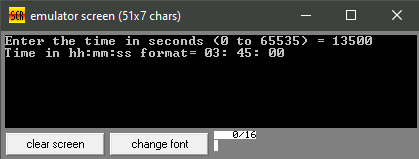 SCR emulator screen (51x7 chars)
Enter the time in seconds (0 to 65535) = 13500
Time in hh:mm:ss format= 03: 45: 00
clear screen change font 0/16